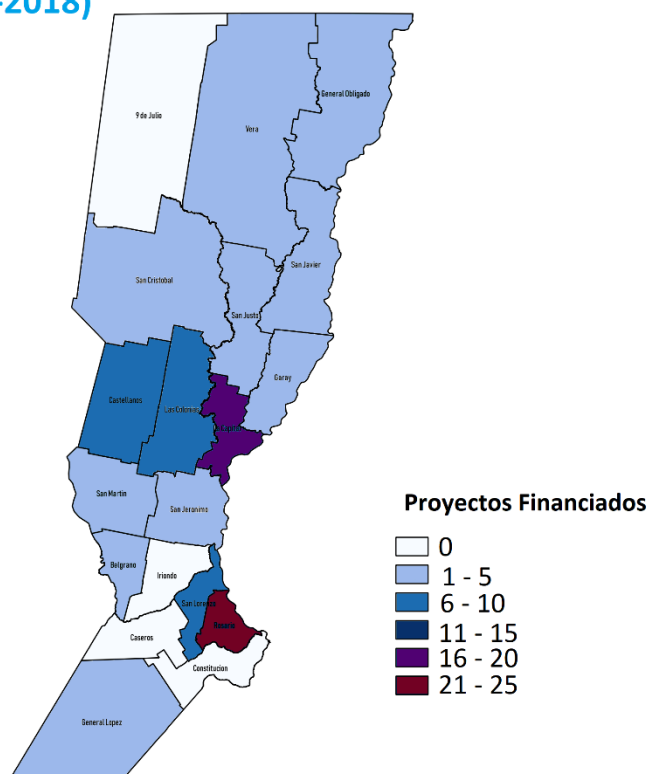 -2018)
9 de Julio
General Obligado
Vera
San Javier
San Cristobal
San Justo
Garay
Castellanos
Las Colonias
San Martin
San Jeronimo
Belgrano
Iriondo
San Lorenzo
Rosario
Caseros
Constitucion
General Lopez
Proyectos Financiados
0
1 - 5
6 - 10
11 - 15
16 - 20
21 - 25